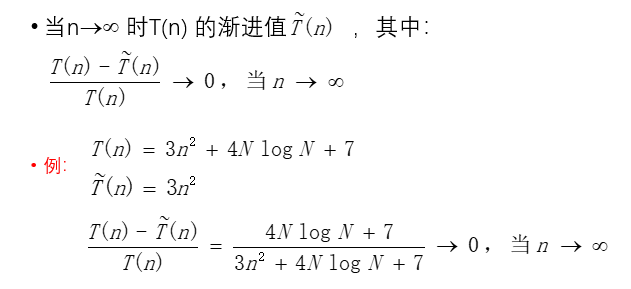 • 当n→∞ 时T(n) 的渐进值 T̃(n) ，其中：
(T(n) − T̃(n)) / T(n) → 0，当 n → ∞
• 例: T(n) = 3n² + 4N log N + 7
T̃(n) = 3n²
(T(n) − T̃(n)) / T(n) = (4N log N + 7) / (3n² + 4N log N + 7) → 0，当 n → ∞